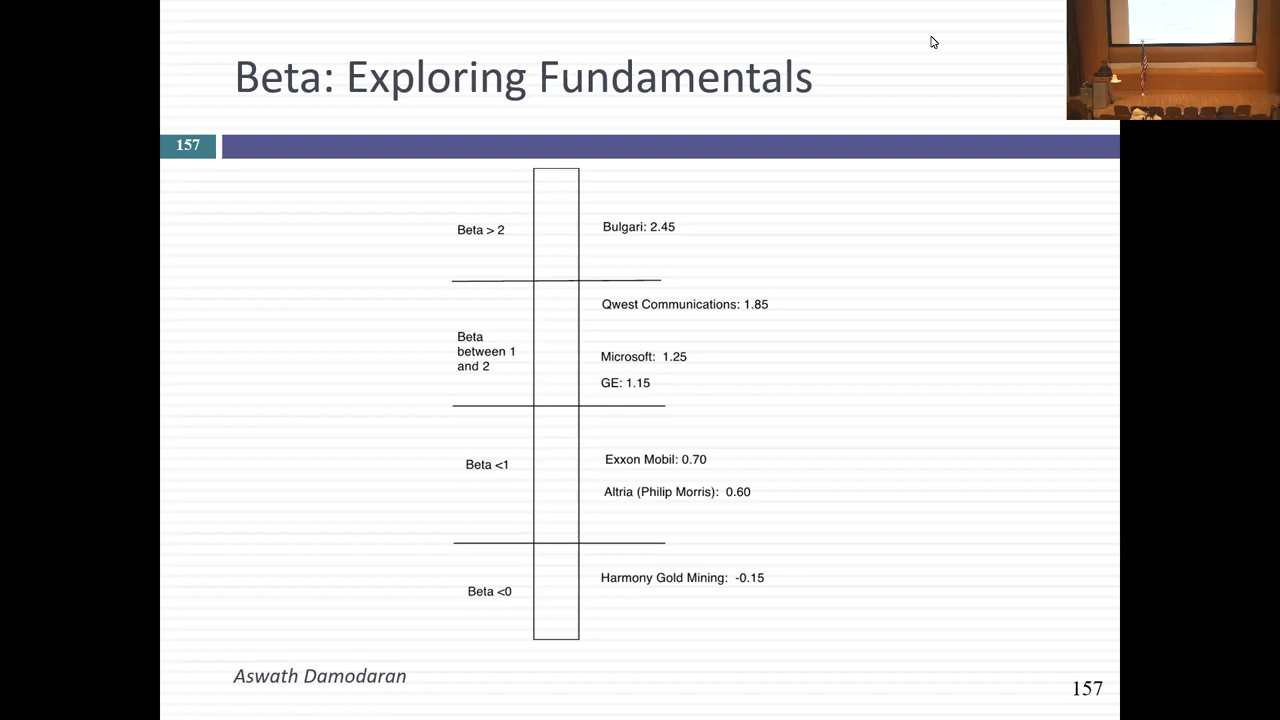 Beta: Exploring Fundamentals
157
Beta > 2
Bulgari: 2.45
Qwest Communications: 1.85
Beta
between 1
and 2
Microsoft: 1.25
GE: 1.15
Beta <1
Exxon Mobil: 0.70
Altria (Philip Morris): 0.60
Beta <0
Harmony Gold Mining: -0.15
Aswath Damodaran
157